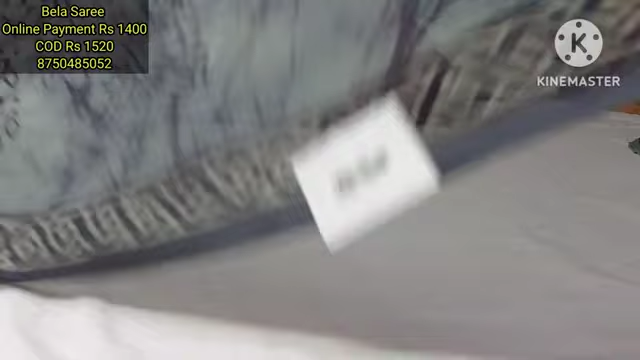 Bela Saree
Online Payment Rs 1400
COD Rs 1520
8750485052
KINEMASTER